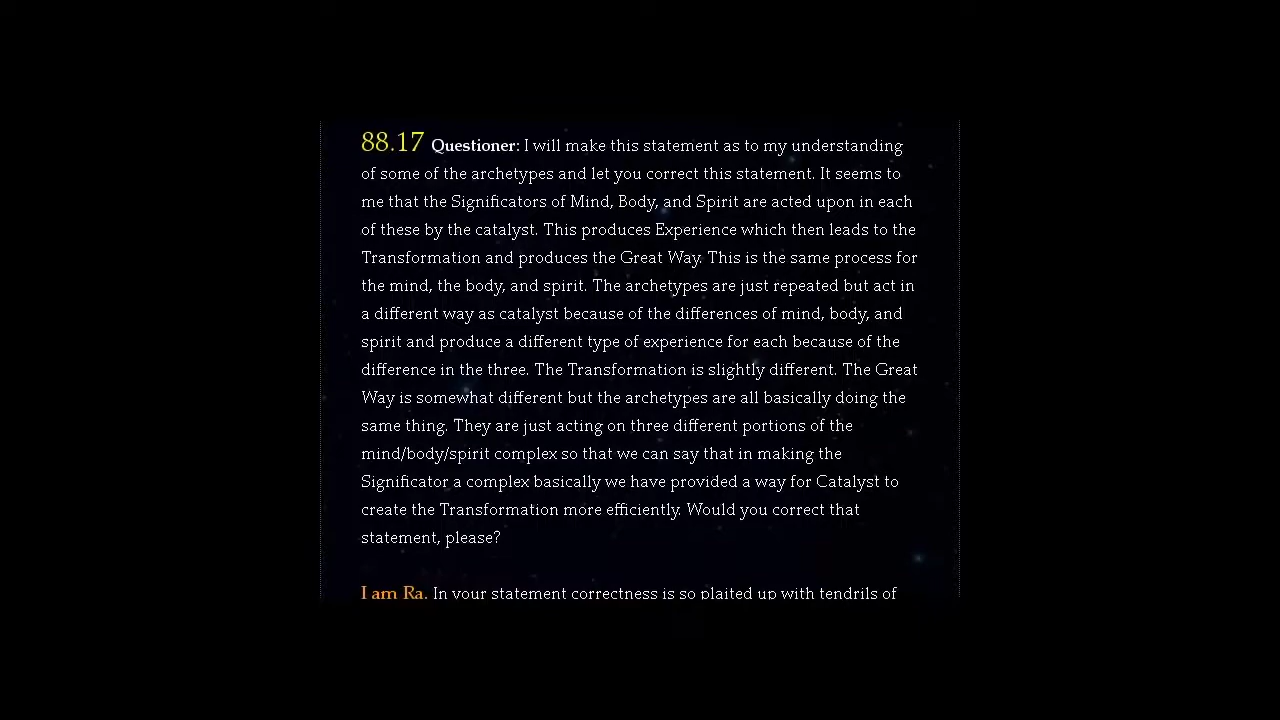 88.17 Questioner: I will make this statement as to my understanding
of some of the archetypes and let you correct this statement. It seems to
me that the Significators of Mind, Body, and Spirit are acted upon in each
of these by the catalyst. This produces Experience which then leads to the
Transformation and produces the Great Way. This is the same process for
the mind, the body, and spirit. The archetypes are just repeated but act in
a different way as catalyst because of the differences of mind, body, and
spirit and produce a different type of experience for each because of the
difference in the three. The Transformation is slightly different. The Great
Way is somewhat different but the archetypes are all basically doing the
same thing. They are just acting on three different portions of the
mind/body/spirit complex so that we can say that in making the
Significator a complex basically we have provided a way for Catalyst to
create the Transformation more efficiently. Would you correct that
statement, please?
I am Ra. In your statement correctness is so plaited up with tendrils of